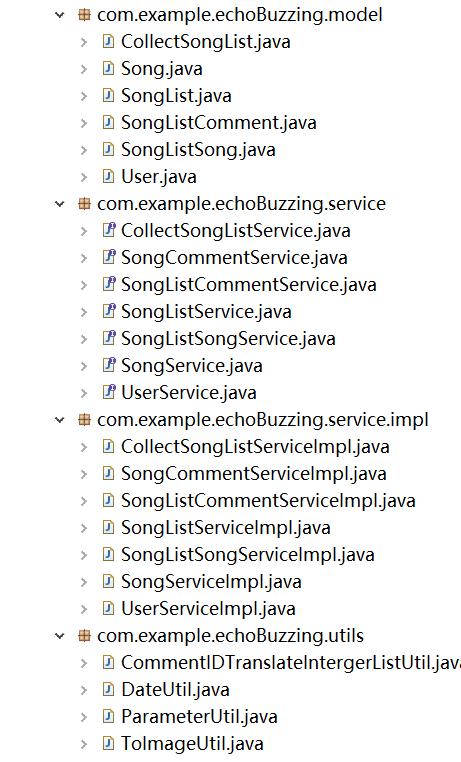 com.example.echoBuzzing.model
CollectSongList.java
Song.java
SongList.java
SongListComment.java
SongListSong.java
User.java
com.example.echoBuzzing.service
CollectSongListService.java
SongCommentService.java
SongListCommentService.java
SongListService.java
SongListSongService.java
SongService.java
UserService.java
com.example.echoBuzzing.service.impl
CollectSongListServiceImpl.java
SongCommentServiceImpl.java
SongListCommentServiceImpl.java
SongListServiceImpl.java
SongListSongServiceImpl.java
SongServiceImpl.java
UserServiceImpl.java
com.example.echoBuzzing.utils
CommentIDTranslateIntergerListUtil.java
DateUtil.java
ParameterUtil.java
ToImageUtil.java